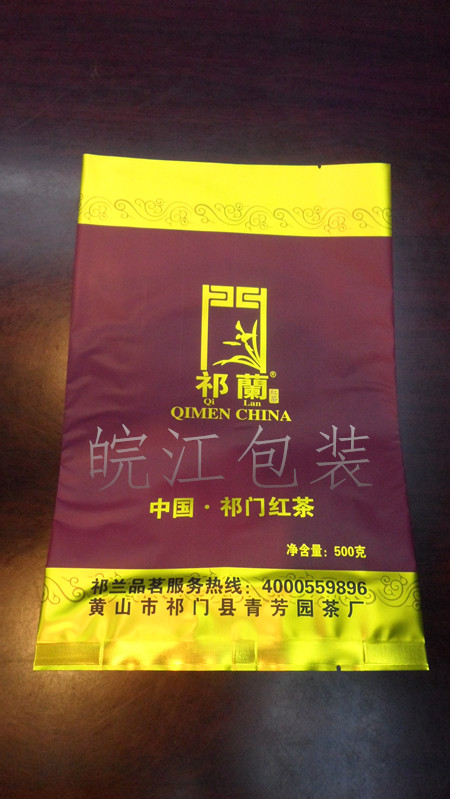 祁蘭®
Qi Lan
QIMEN CHINA
皖江包装
中国·祁门红茶
净含量：500克
祁兰品茗服务热线：4000559896
黄山市祁门县青芳园茶厂